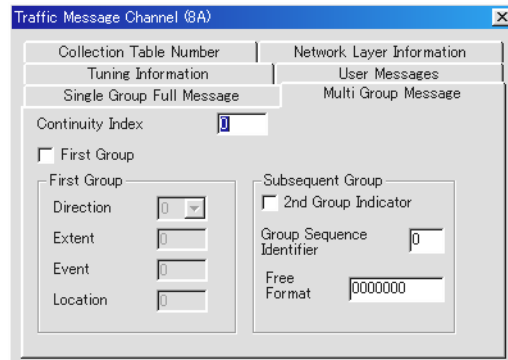 Traffic Message Channel (8A)
Collection Table Number
Network Layer Information
Tuning Information
User Messages
Single Group Full Message
Multi Group Message
Continuity Index 0
First Group
First Group
Direction 0
Extent 0
Event 0
Location 0
Subsequent Group
2nd Group Indicator
Group Sequence
Identifier 0
Free
Format 0000000